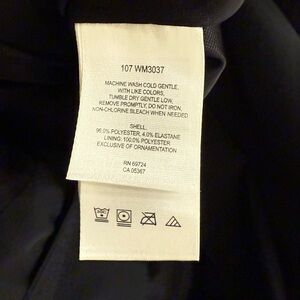 107 WM3037
MACHINE WASH COLD GENTLE,
WITH LIKE COLORS,
TUMBLE DRY GENTLE LOW,
REMOVE PROMPTLY, DO NOT IRON,
NON-CHLORINE BLEACH WHEN NEEDED
SHELL:
96.0% POLYESTER, 4.0% ELASTANE
LINING: 100.0% POLYESTER
EXCLUSIVE OF ORNAMENTATION
RN 69724
CA 05367